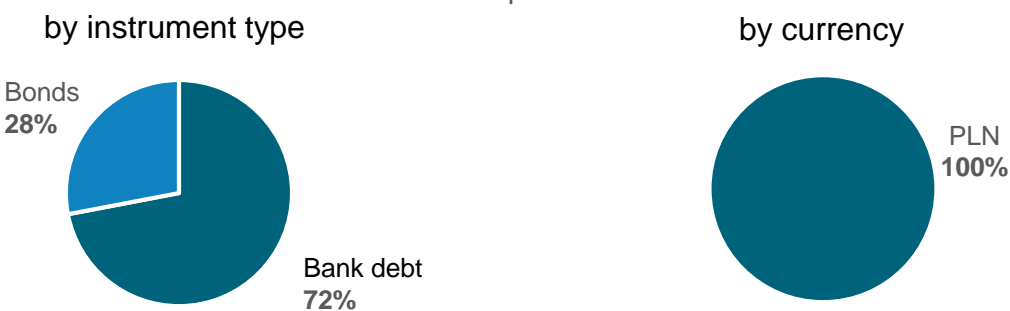 by instrument type
by currency
Bonds
28%
PLN
100%
Bank debt
72%